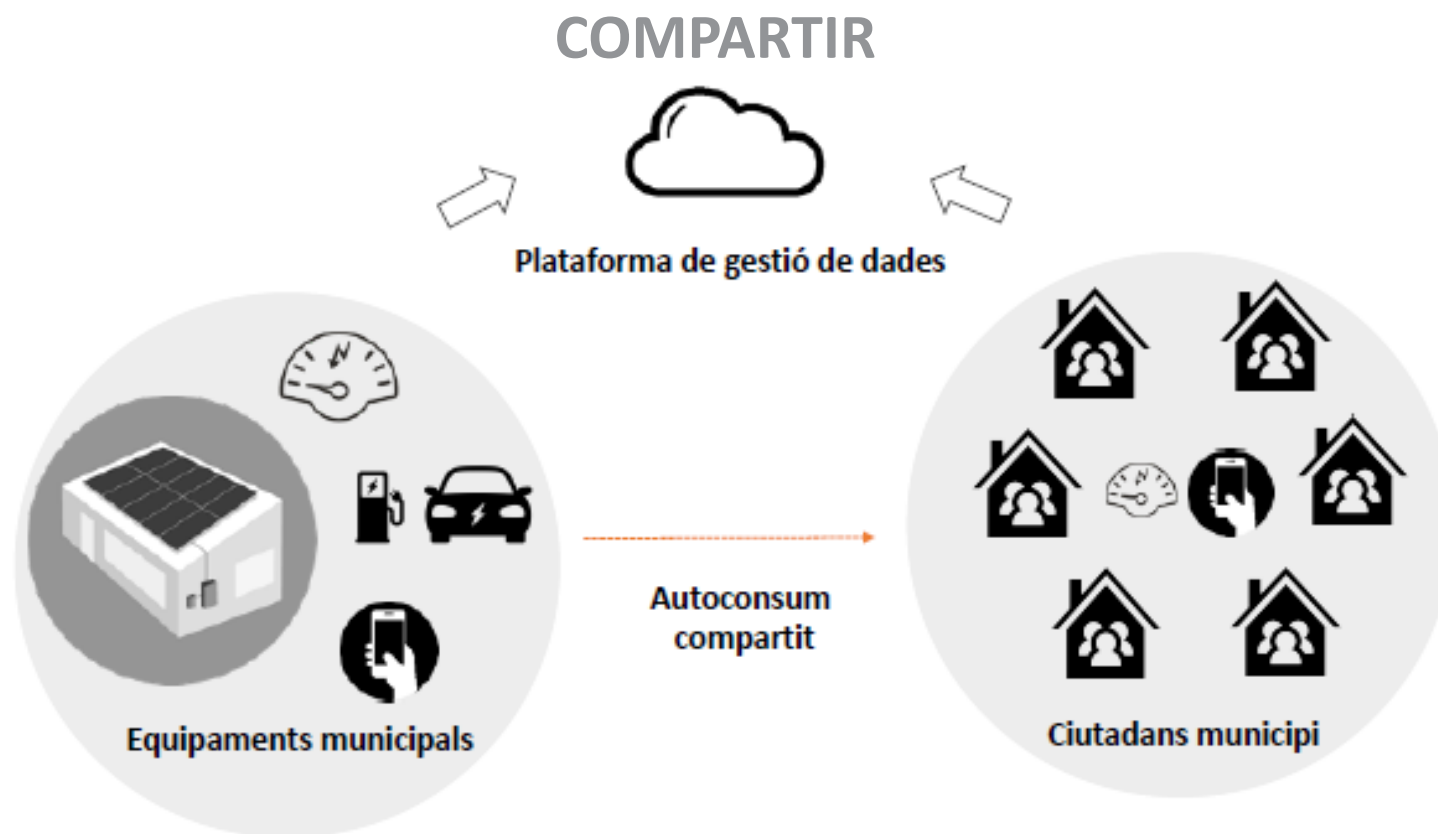 COMPARTIR
Plataforma de gestió de dades
Autoconsum
compartit
Equipaments municipals
Ciutadans municipi